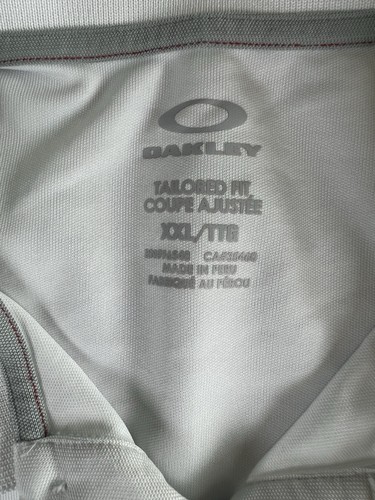 OAKLEY
TAILORED FIT
COUPE AJUSTÉE
XXL/TTG
MADE IN PERU
FABRIQUÉ AU PÉROU